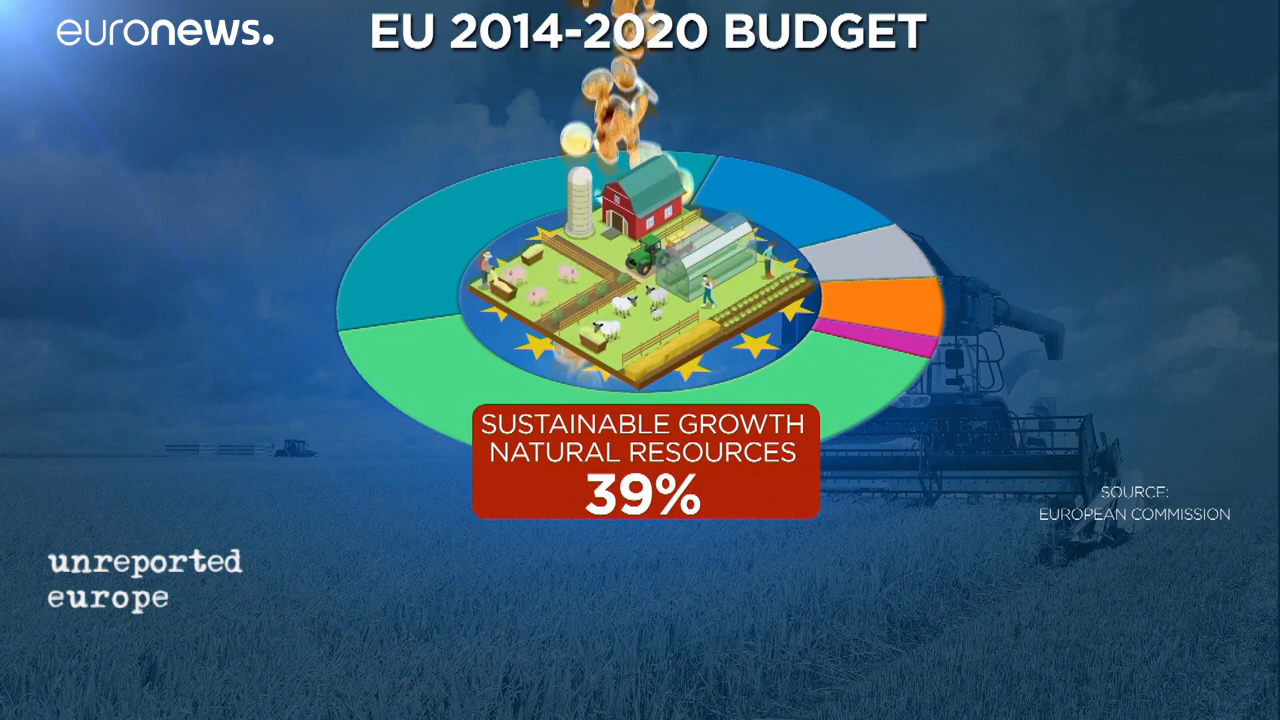 euronews.
EU 2014-2020 BUDGET
SUSTAINABLE GROWTH
NATURAL RESOURCES
39%
SOURCE:
EUROPEAN COMMISSION
unreported
europe